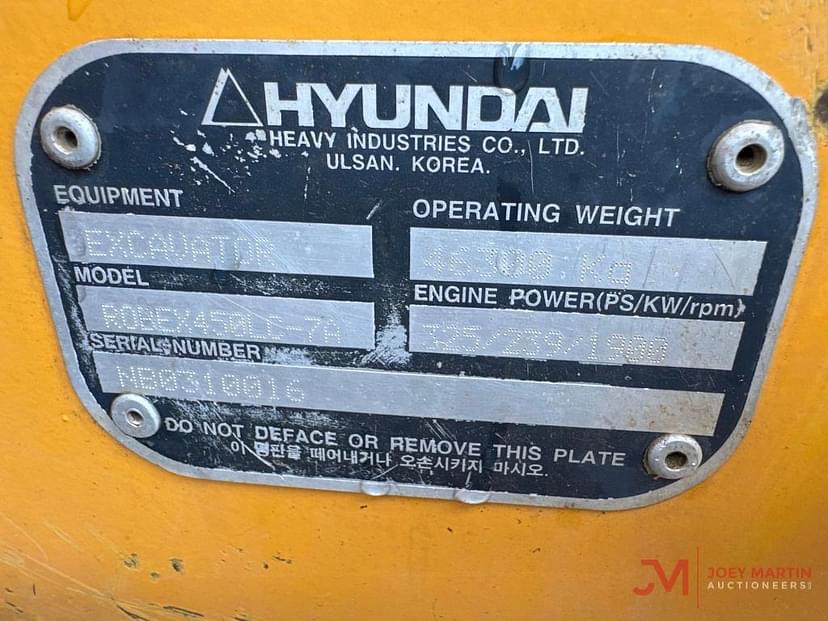 HYUNDAI
HEAVY INDUSTRIES CO., LTD.
ULSAN. KOREA.
EQUIPMENT
EXCAVATOR
OPERATING WEIGHT
46300 Kg
MODEL
ROBEX450LC-7A
ENGINE POWER(PS/KW/rpm)
325/239/1900
SERIAL NUMBER
NB0310016
DO NOT DEFACE OR REMOVE THIS PLATE
이 명판을 떼어내거나 오손시키지 마시오.
JM JOEY MARTIN
AUCTIONEERS